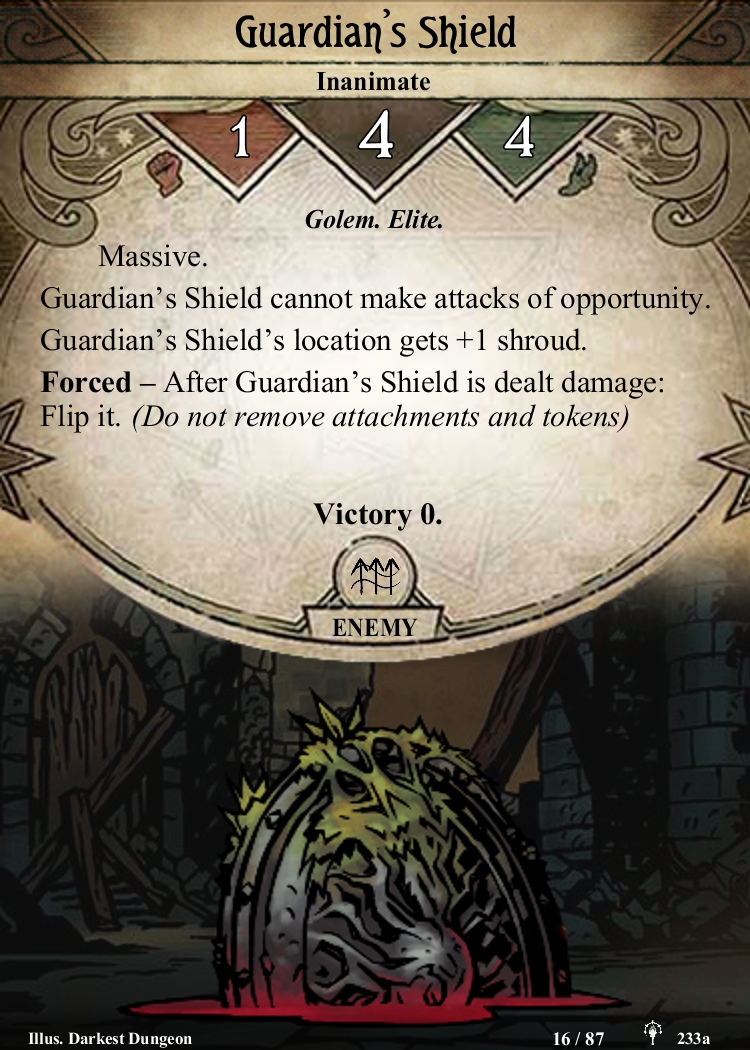 Guardian's Shield
Inanimate
1 4 4
Golem. Elite.
Massive.
Guardian's Shield cannot make attacks of opportunity.
Guardian's Shield's location gets +1 shroud.
Forced – After Guardian's Shield is dealt damage:
Flip it. (Do not remove attachments and tokens)
Victory 0.
ENEMY
Illus. Darkest Dungeon 16 / 87 233a